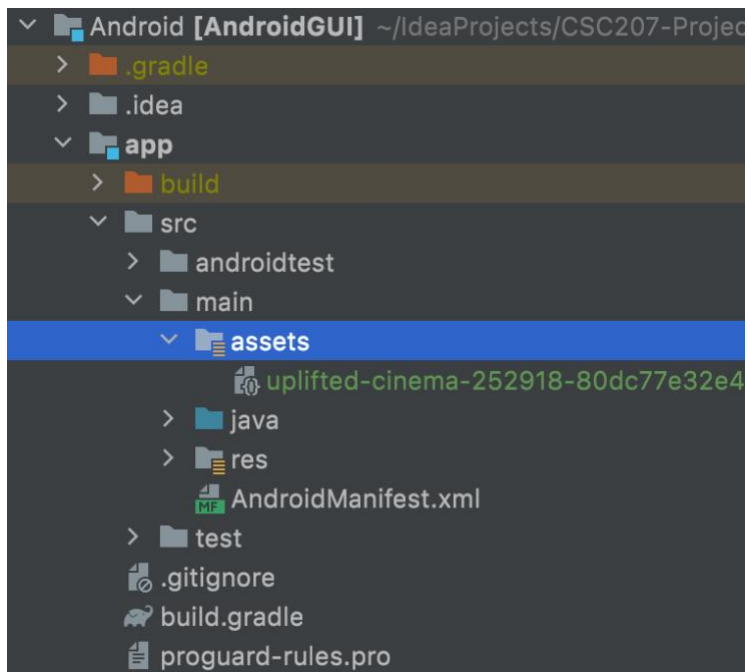 Android [AndroidGUI] ~/IdeaProjects/CSC207-Projec
.gradle
.idea
app
build
src
androidtest
main
assets
uplifted-cinema-252918-80dc77e32e4
java
res
MF AndroidManifest.xml
test
.gitignore
build.gradle
proguard-rules.pro